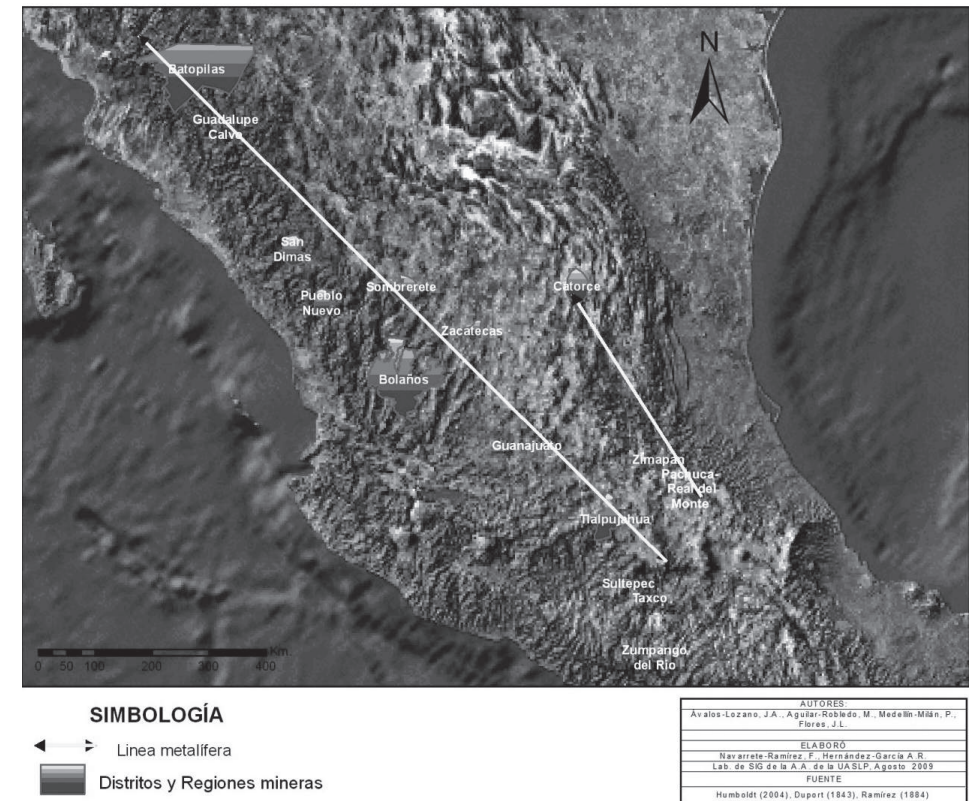 N
Batopilas
Guadalupe
Calvo
San
Dimas
Pueblo
Nuevo
Sombrerete
Catorce
Zacatecas
Bolaños
Guanajuato
Zimapán
Pachuca-
Real del
Monte
Tlalpujahua
Sultepec
Taxco
Zumpango
del Rio
Km.
0 50 100 200 300 400
SIMBOLOGÍA
Linea metalífera
Distritos y Regiones mineras
AUTORES:
Ávalos-Lozano, J.A., Aguilar-Robledo, M., Medellín-Milán, P.,
Flores, J.L.
ELABORÓ
Navarrete-Ramírez, F., Hernández-García A.R.
Lab. de SIG de la A.A. de la UASLP, Agosto 2009
FUENTE
Humboldt (2004), Duport (1843), Ramírez (1884)